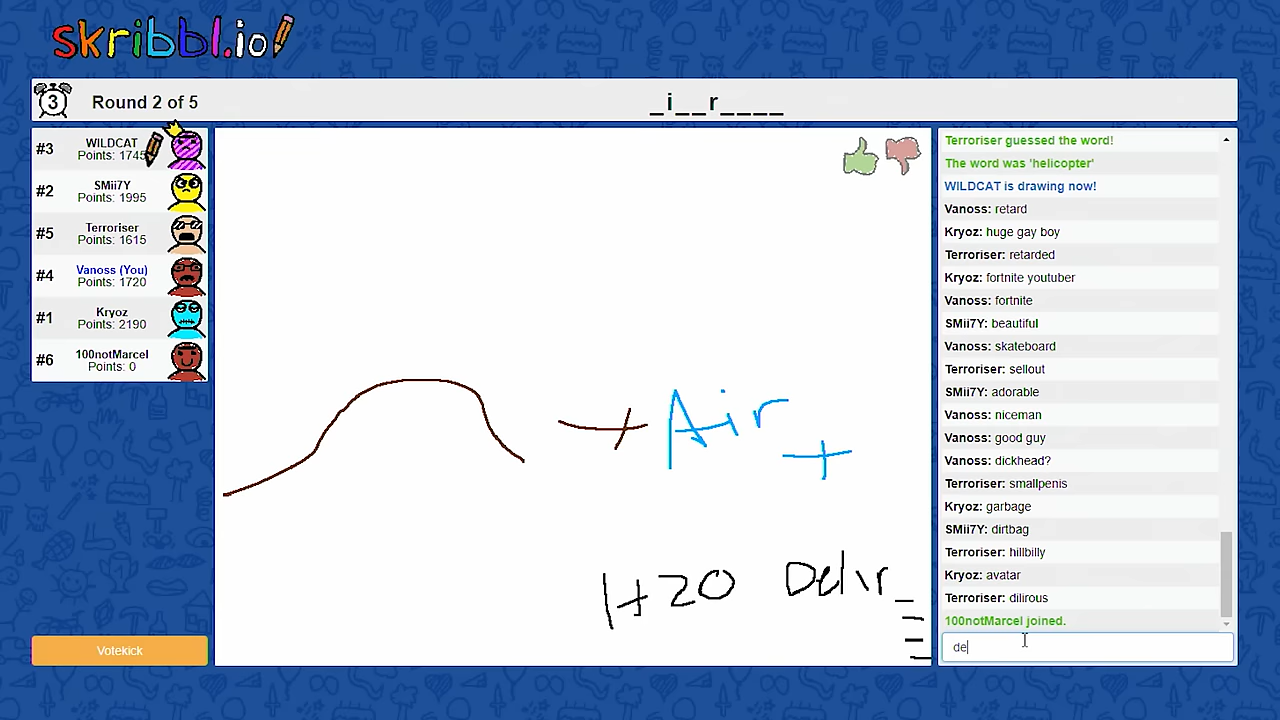 skribbl.io
3 Round 2 of 5 _i__r____
#3 WILDCAT
Points: 1745
#2 SMii7Y
Points: 1995
#5 Terroriser
Points: 1615
#4 Vanoss (You)
Points: 1720
#1 Kryoz
Points: 2190
#6 100notMarcel
Points: 0
Votekick
+ Air +
H20 Delir_
Terroriser guessed the word!
The word was 'helicopter'
WILDCAT is drawing now!
Vanoss: retard
Kryoz: huge gay boy
Terroriser: retarded
Kryoz: fortnite youtuber
Vanoss: fortnite
SMii7Y: beautiful
Vanoss: skateboard
Terroriser: sellout
SMii7Y: adorable
Vanoss: niceman
Vanoss: good guy
Vanoss: dickhead?
Terroriser: smallpenis
Kryoz: garbage
SMii7Y: dirtbag
Terroriser: hillbilly
Kryoz: avatar
Terroriser: dilirous
100notMarcel joined.
de